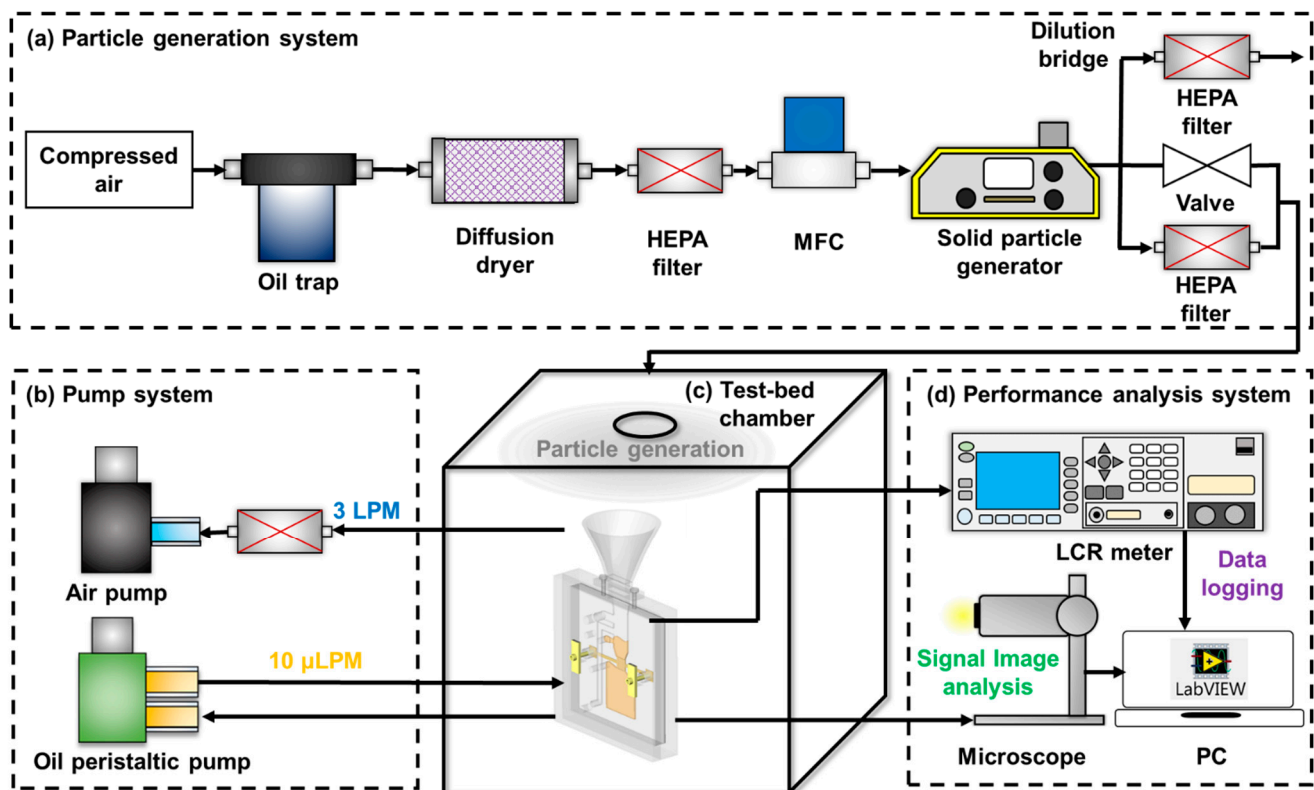 (a) Particle generation system
Dilution
bridge
HEPA
filter
Compressed
air
Oil trap
Diffusion
dryer
HEPA
filter
MFC
Solid particle
generator
Valve
HEPA
filter
(b) Pump system
3 LPM
Air pump
10 µLPM
Oil peristaltic pump
(c) Test-bed
chamber
Particle generation
(d) Performance analysis system
LCR meter
Data
logging
Signal Image
analysis
LabVIEW
Microscope
PC